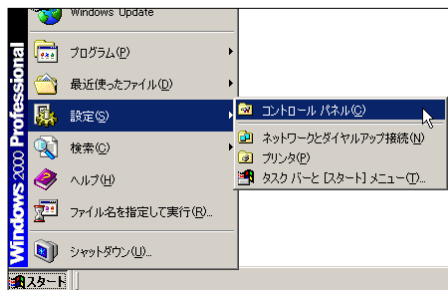 Windows Update
プログラム(P)
最近使ったファイル(D)
設定(S)
検索(C)
ヘルプ(H)
ファイル名を指定して実行(R)...
シャットダウン(U)...
コントロール パネル(C)
ネットワークとダイヤルアップ接続(N)
プリンタ(P)
タスク バーと [スタート] メニュー(T)...
Windows 2000 Professional
スタート